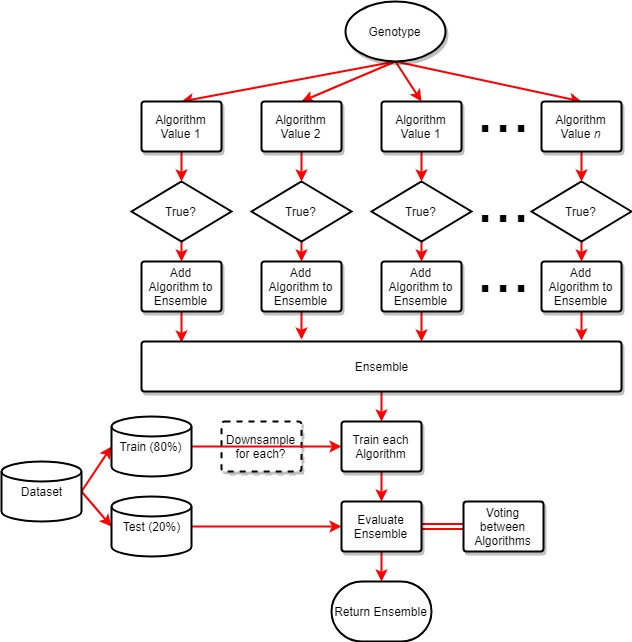 Genotype
Algorithm
Value 1
Algorithm
Value 2
Algorithm
Value 1
...
Algorithm
Value n
True?
True?
True?
...
True?
Add
Algorithm to
Ensemble
Add
Algorithm to
Ensemble
Add
Algorithm to
Ensemble
...
Add
Algorithm to
Ensemble
Ensemble
Train (80%)
Downsample
for each?
Train each
Algorithm
Dataset
Test (20%)
Evaluate
Ensemble
Voting
between
Algorithms
Return Ensemble